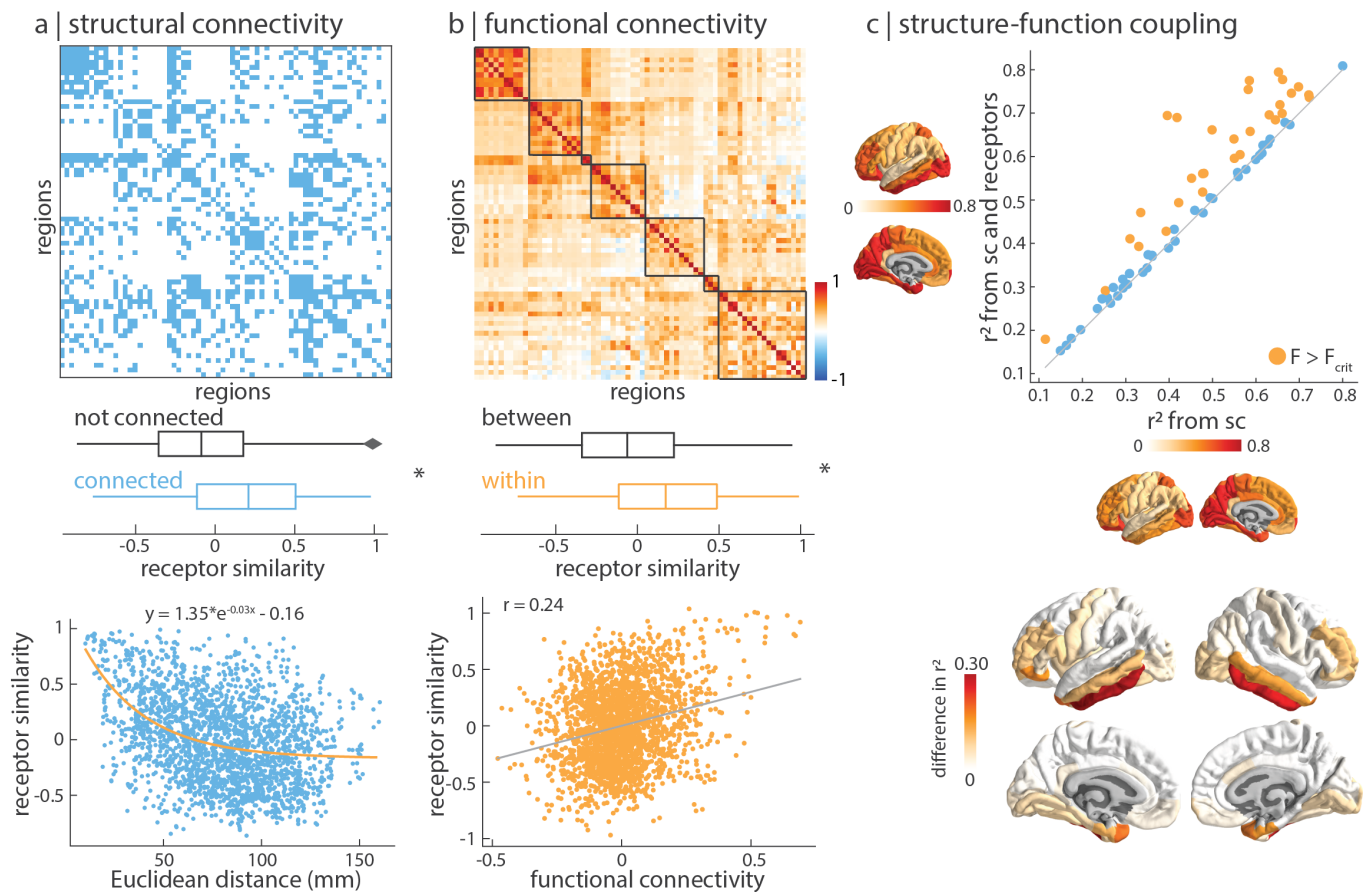 a | structural connectivity
regions
regions
not connected
connected
*
-0.5
0
0.5
1
receptor similarity
y = 1.35*e-0.03x - 0.16
receptor similarity
1
0.5
0
-0.5
50
100
150
Euclidean distance (mm)
b | functional connectivity
regions
regions
1
-1
between
within
*
-0.5
0
0.5
1
receptor similarity
r = 0.24
receptor similarity
1
0.5
0
-0.5
-1
-0.5
0
0.5
functional connectivity
c | structure-function coupling
0
0.8
r² from sc and receptors
0.8
0.7
0.6
0.5
0.4
0.3
0.2
0.1
F > Fcrit
0.1
0.2
0.3
0.4
0.5
0.6
0.7
0.8
r² from sc
0
0.8
difference in r²
0.30
0